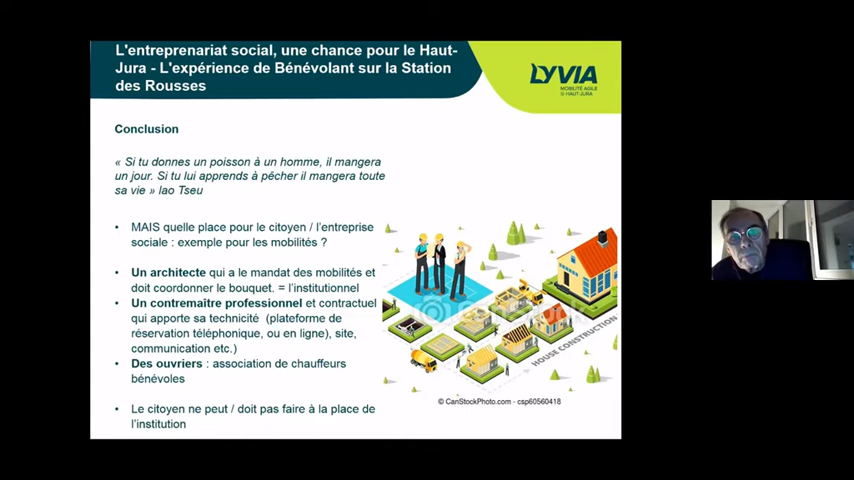 L'entreprenariat social, une chance pour le Haut-
Jura - L'expérience de Bénévolant sur la Station
des Rousses
LYVIA
MOBILITÉ AGILE
& HAUT-JURA
Conclusion
« Si tu donnes un poisson à un homme, il mangera
un jour. Si tu lui apprends à pêcher il mangera toute
sa vie » lao Tseu
• MAIS quelle place pour le citoyen / l'entreprise
sociale : exemple pour les mobilités ?
• Un architecte qui a le mandat des mobilités et
doit coordonner le bouquet. = l'institutionnel
• Un contremaître professionnel et contractuel
qui apporte sa technicité (plateforme de
réservation téléphonique, ou en ligne), site,
communication etc.)
• Des ouvriers : association de chauffeurs
bénévoles
• Le citoyen ne peut / doit pas faire à la place de
l'institution
HOUSE CONSTRUCTION
© CanStockPhoto.com - csp60560418